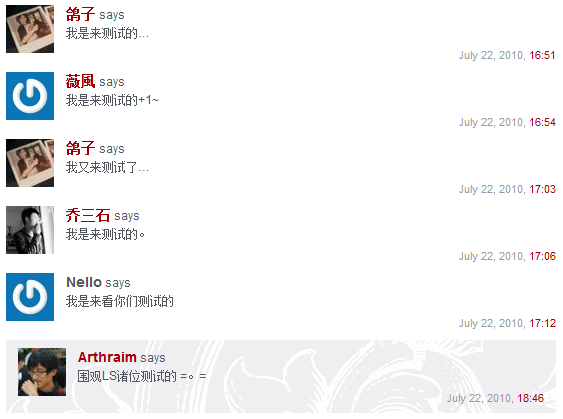 鸽子 says
我是来测试的...
July 22, 2010, 16:51
薇風 says
我是来测试的+1~
July 22, 2010, 16:54
鸽子 says
我又来测试了...
July 22, 2010, 17:03
乔三石 says
我是来测试的。
July 22, 2010, 17:06
Nello says
我是来看你们测试的
July 22, 2010, 17:12
Arthraim says
围观LS诸位测试的 =。=
July 22, 2010, 18:46